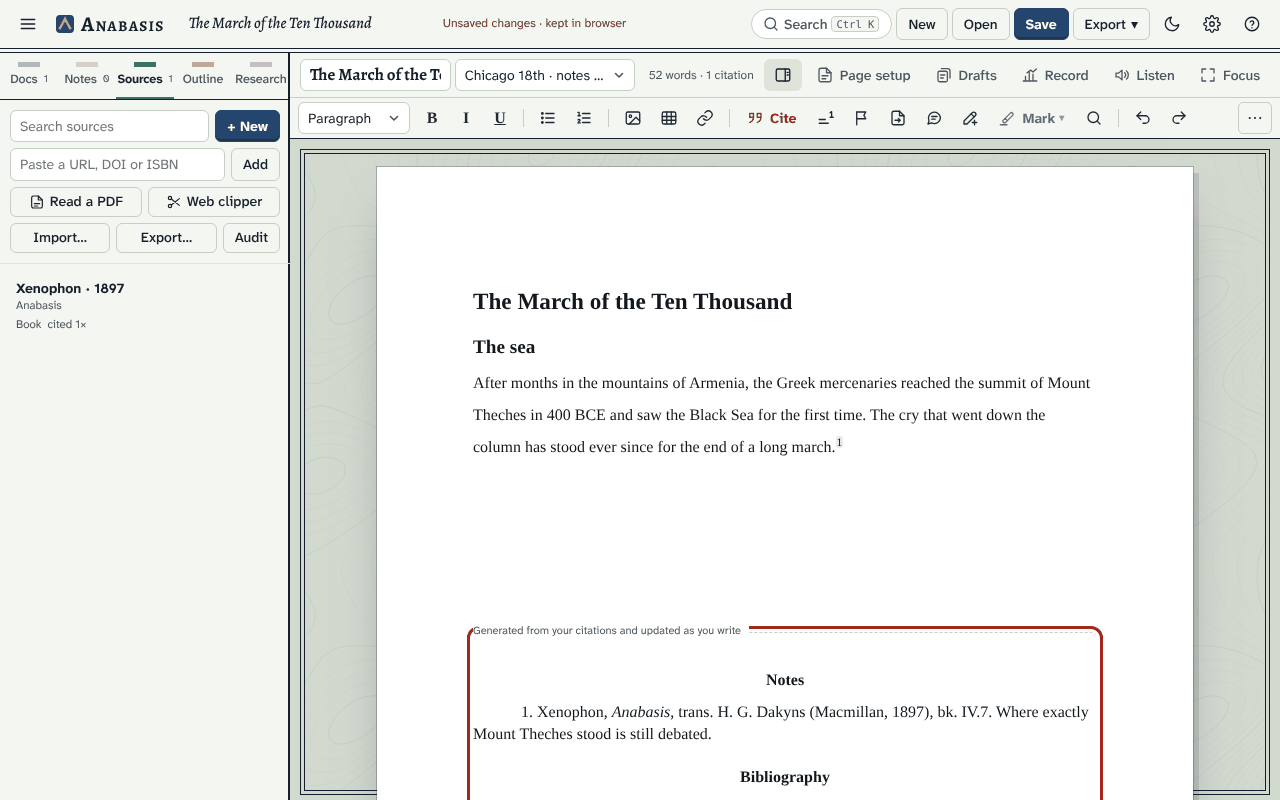 ANABASIS
The March of the Ten Thousand
Unsaved changes · kept in browser
Search Ctrl K
New
Open
Save
Export ▾
Docs 1
Notes 0
Sources 1
Outline
Research
The March of the Te
Chicago 18th · notes ...
52 words · 1 citation
Page setup
Drafts
Record
Listen
Focus
Search sources
+ New
Paste a URL, DOI or ISBN
Add
Read a PDF
Web clipper
Import...
Export...
Audit
Xenophon · 1897
Anabasis
Book cited 1×
Paragraph
B I U
Cite
Mark ▾
The March of the Ten Thousand
The sea
After months in the mountains of Armenia, the Greek mercenaries reached the summit of Mount
Theches in 400 BCE and saw the Black Sea for the first time. The cry that went down the
column has stood ever since for the end of a long march.1
Generated from your citations and updated as you write
Notes
1. Xenophon, Anabasis, trans. H. G. Dakyns (Macmillan, 1897), bk. IV.7. Where exactly
Mount Theches stood is still debated.
Bibliography